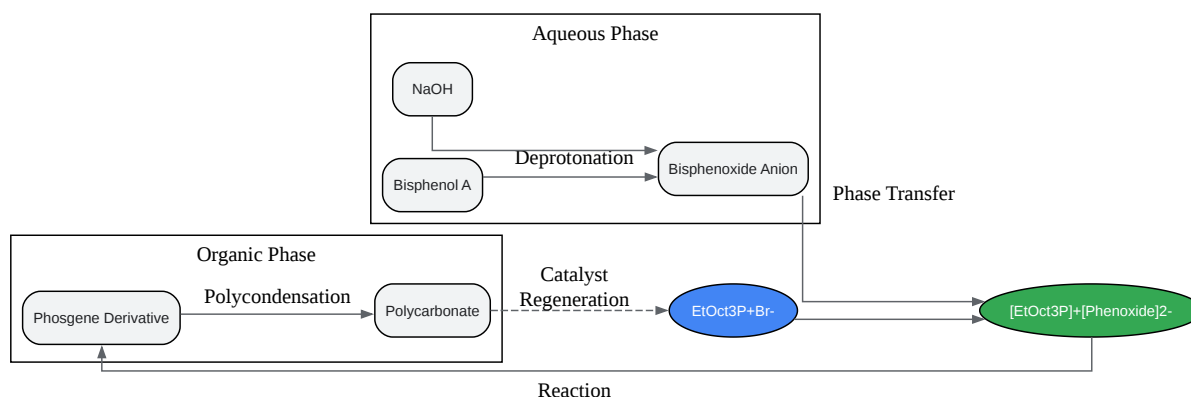 Aqueous Phase
NaOH
Deprotonation
Bisphenol A
Bisphenoxide Anion
Phase Transfer
Organic Phase
Polycondensation
Phosgene Derivative
Polycarbonate
Catalyst
Regeneration
EtOct3P+Br-
[EtOct3P]+[Phenoxide]2-
Reaction